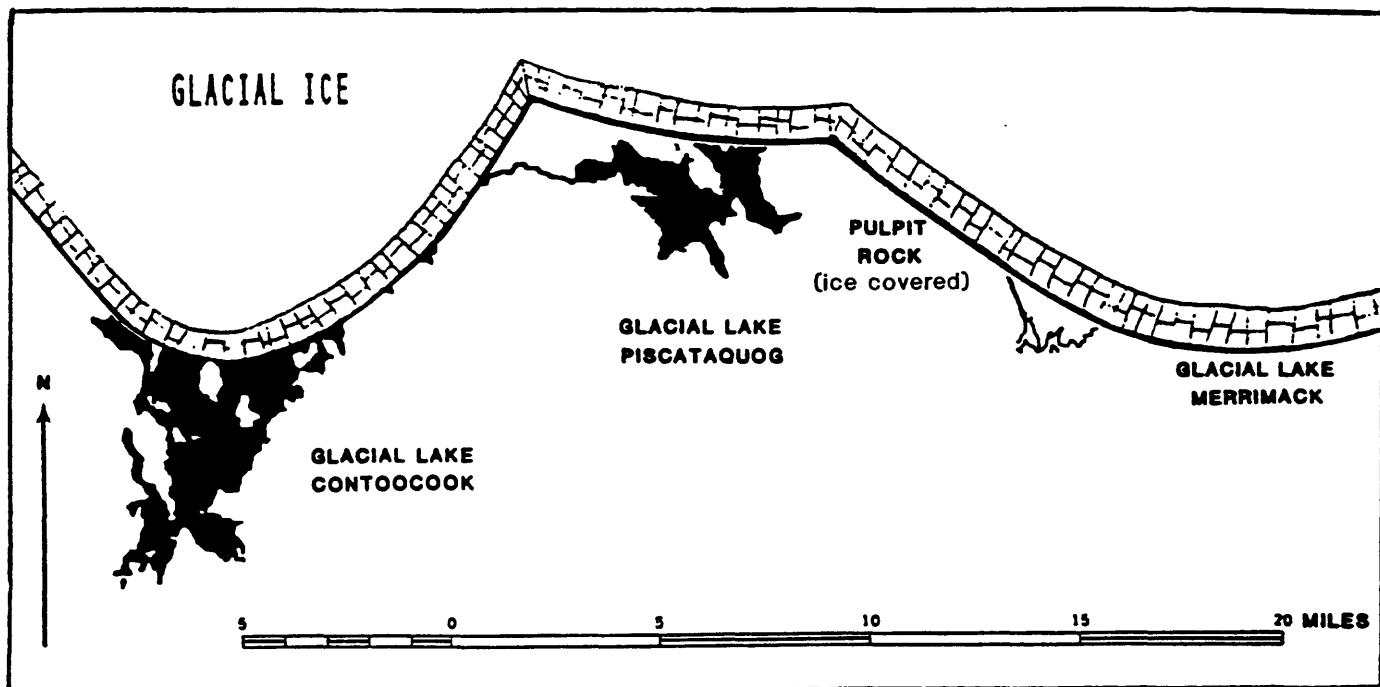 GLACIAL ICE
PULPIT
ROCK
(ice covered)
GLACIAL LAKE
PISCATAQUOG
GLACIAL LAKE
MERRIMACK
N
GLACIAL LAKE
CONTOOCOOK
5 0 5 10 15 20 MILES